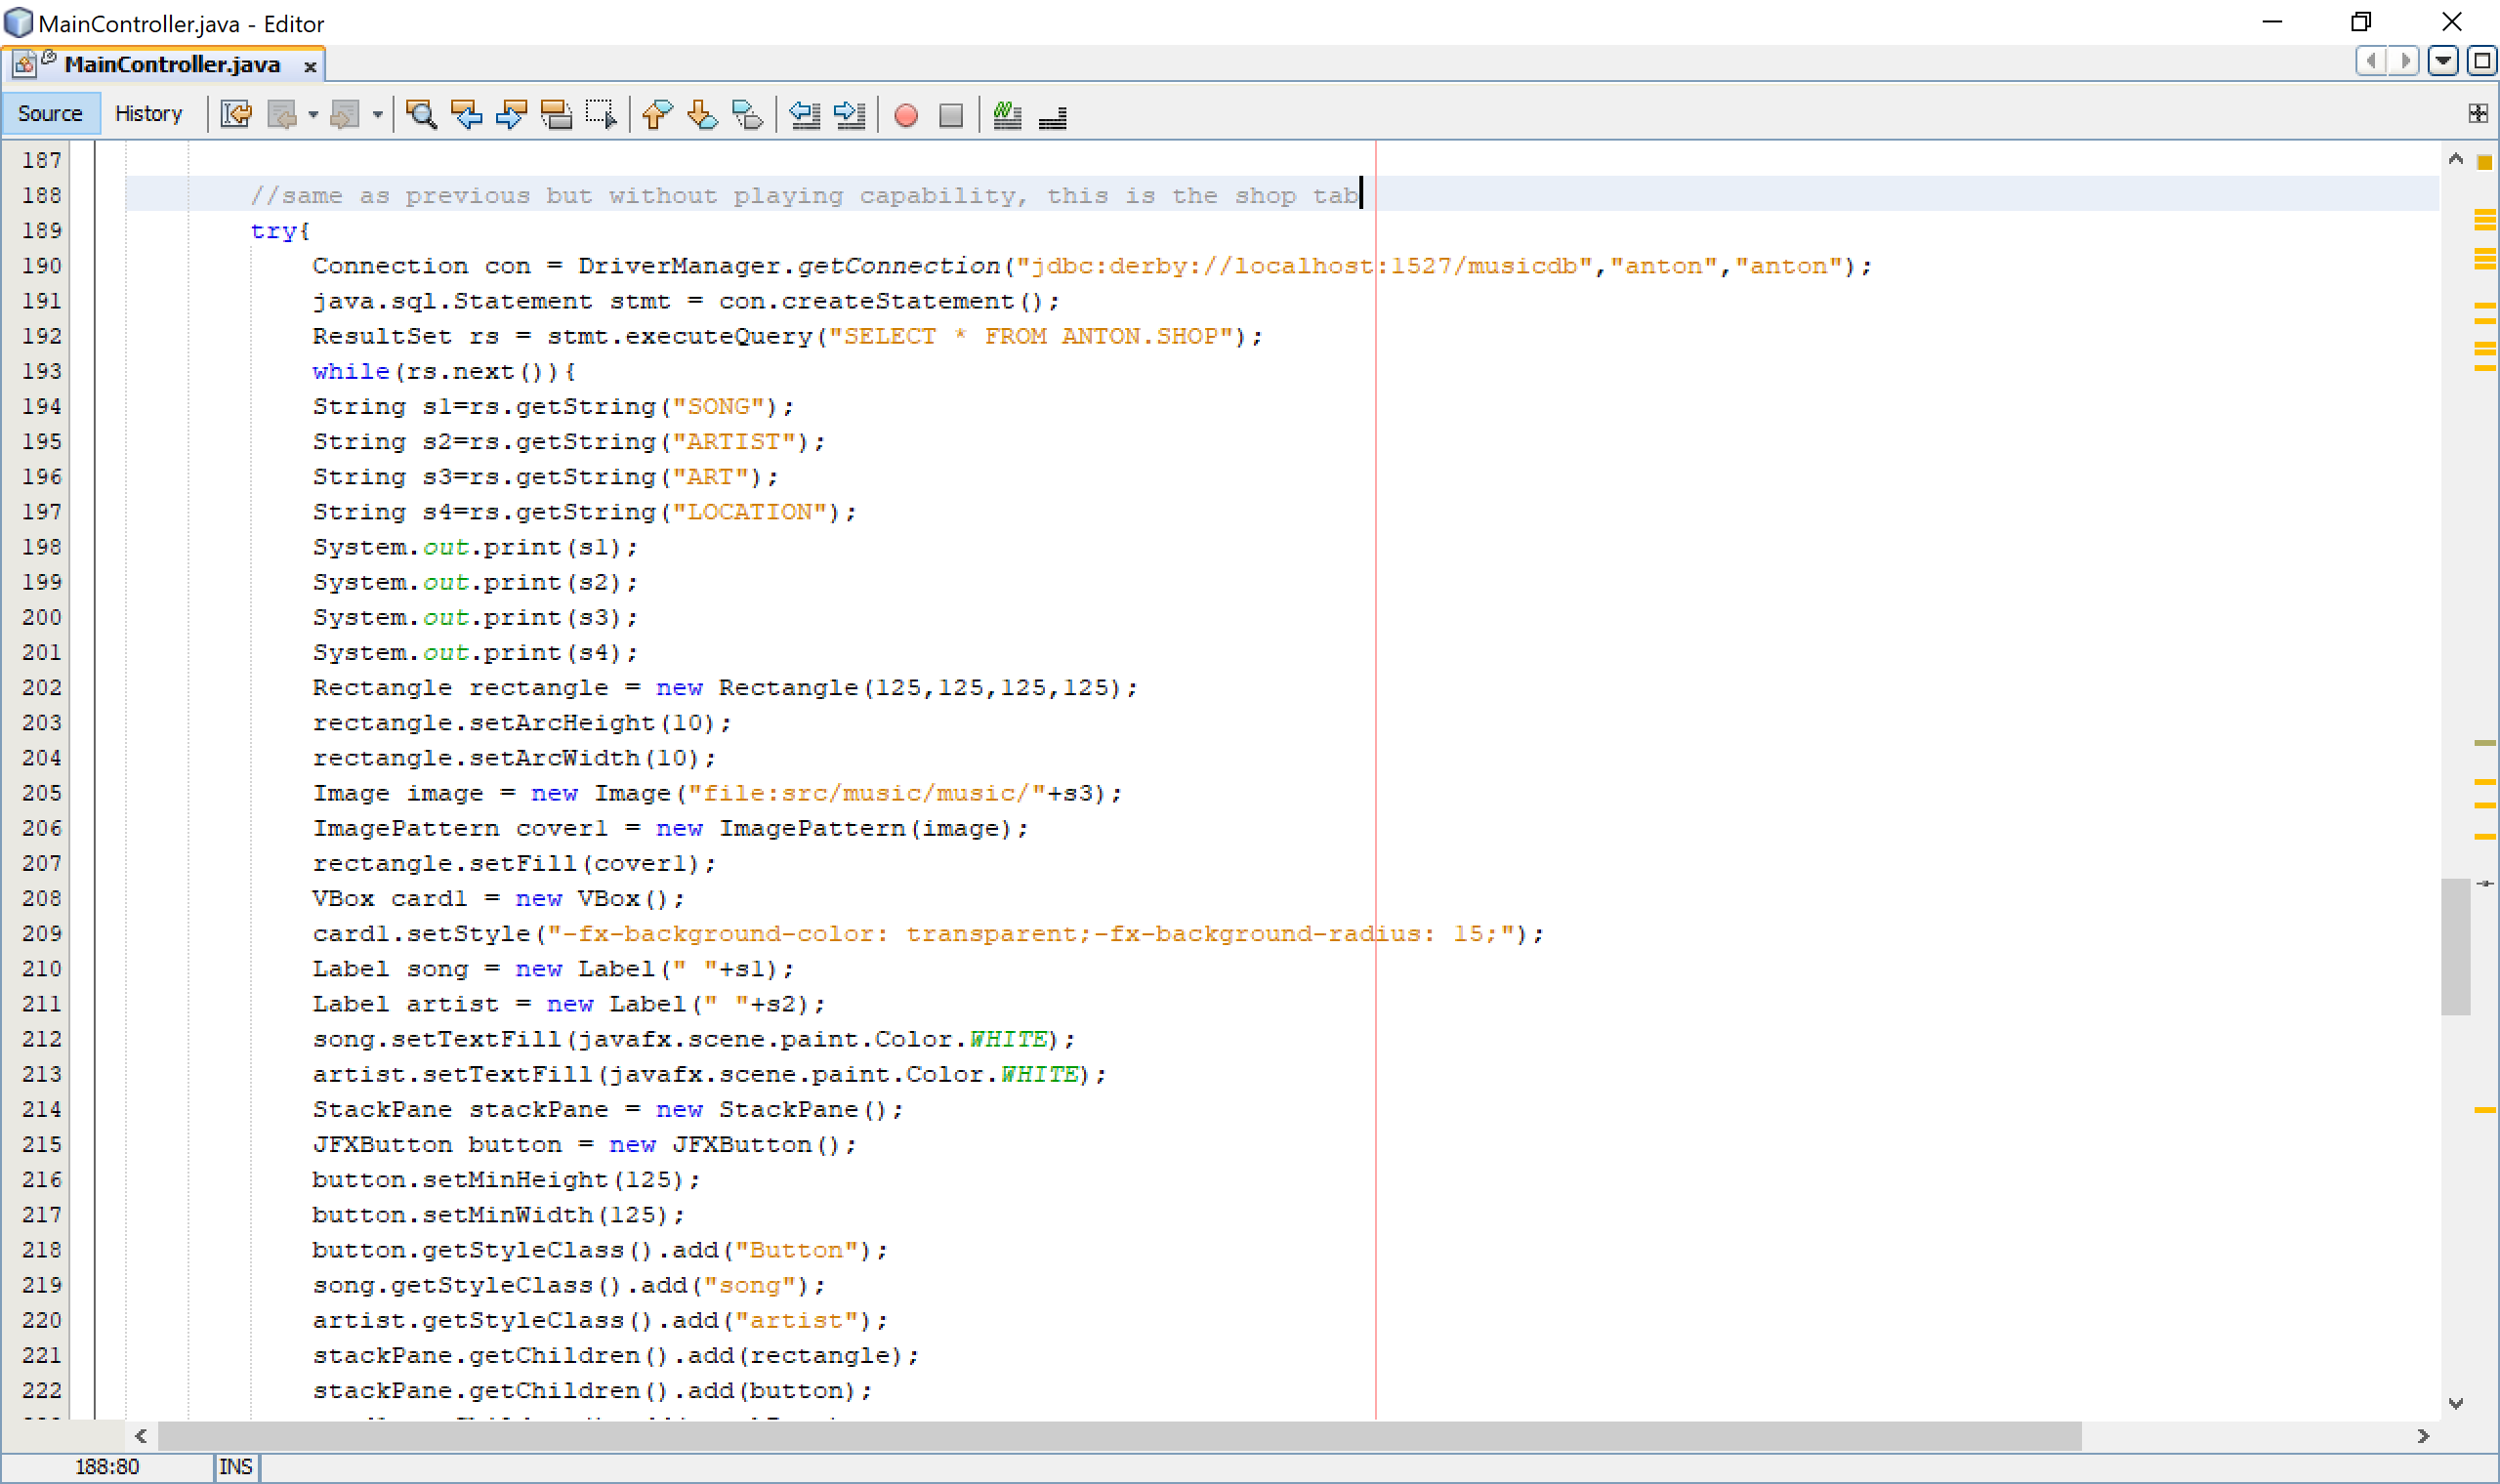 MainController.java - Editor
MainController.java x
Source History
187
188 //same as previous but without playing capability, this is the shop tab
189 try{
190 Connection con = DriverManager.getConnection("jdbc:derby://localhost:1527/musicdb","anton","anton");
191 java.sql.Statement stmt = con.createStatement();
192 ResultSet rs = stmt.executeQuery("SELECT * FROM ANTON.SHOP");
193 while(rs.next()){
194 String s1=rs.getString("SONG");
195 String s2=rs.getString("ARTIST");
196 String s3=rs.getString("ART");
197 String s4=rs.getString("LOCATION");
198 System.out.print(s1);
199 System.out.print(s2);
200 System.out.print(s3);
201 System.out.print(s4);
202 Rectangle rectangle = new Rectangle(125,125,125,125);
203 rectangle.setArcHeight(10);
204 rectangle.setArcWidth(10);
205 Image image = new Image("file:src/music/music/"+s3);
206 ImagePattern cover1 = new ImagePattern(image);
207 rectangle.setFill(cover1);
208 VBox card1 = new VBox();
209 card1.setStyle("-fx-background-color: transparent;-fx-background-radius: 15;");
210 Label song = new Label(" "+s1);
211 Label artist = new Label(" "+s2);
212 song.setTextFill(javafx.scene.paint.Color.WHITE);
213 artist.setTextFill(javafx.scene.paint.Color.WHITE);
214 StackPane stackPane = new StackPane();
215 JFXButton button = new JFXButton();
216 button.setMinHeight(125);
217 button.setMinWidth(125);
218 button.getStyleClass().add("Button");
219 song.getStyleClass().add("song");
220 artist.getStyleClass().add("artist");
221 stackPane.getChildren().add(rectangle);
222 stackPane.getChildren().add(button);
188:80 INS